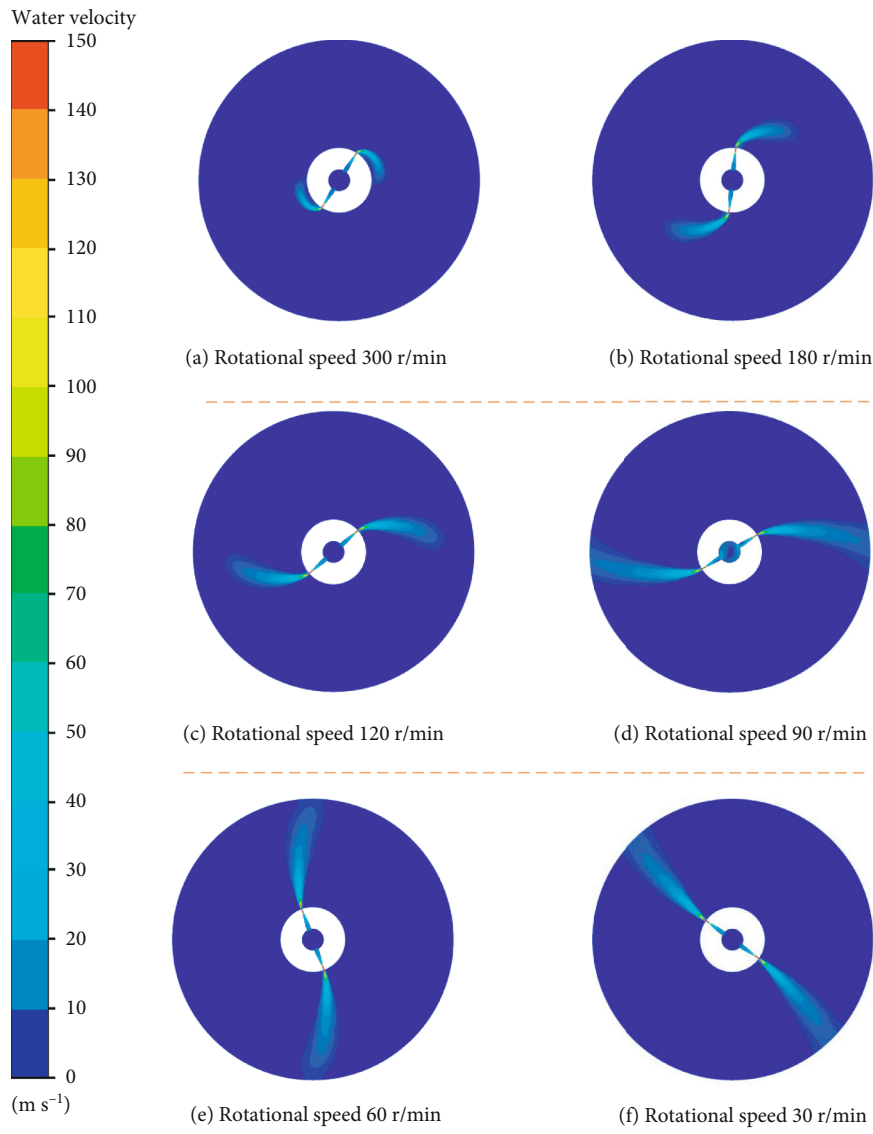 Water velocity
150
140
130
120
110
100
90
80
70
60
50
40
30
20
10
0
(m s⁻¹)
(a) Rotational speed 300 r/min
(b) Rotational speed 180 r/min
(c) Rotational speed 120 r/min
(d) Rotational speed 90 r/min
(e) Rotational speed 60 r/min
(f) Rotational speed 30 r/min